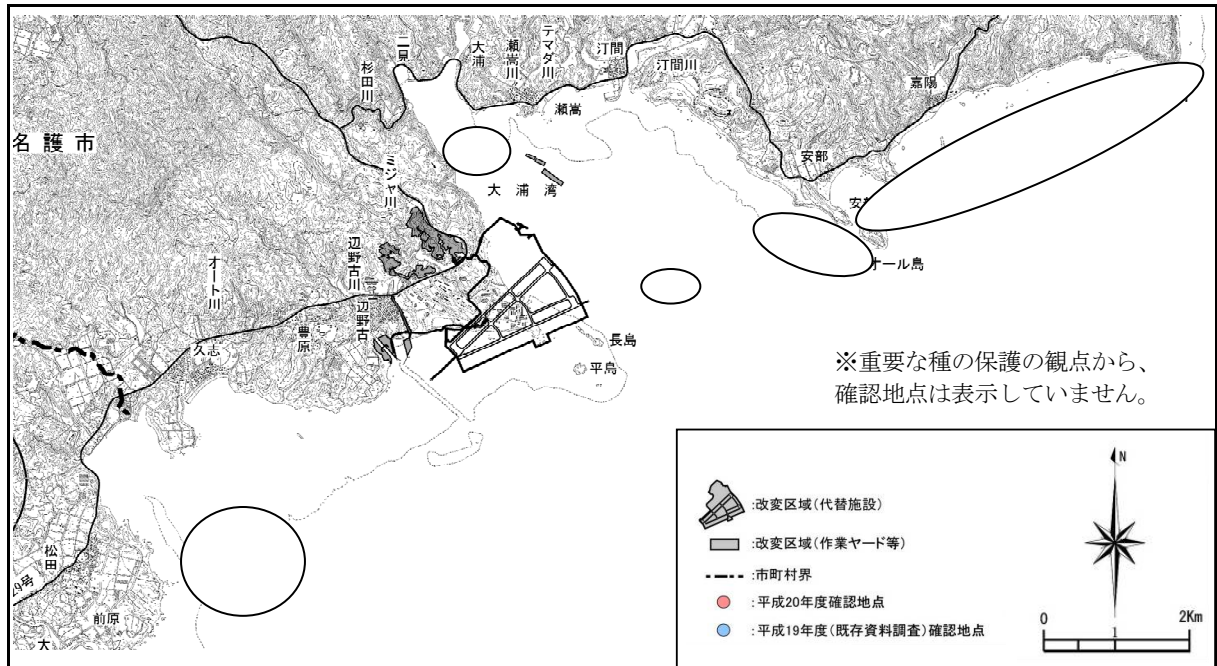 二見
大浦
瀬嵩川
テマダ川
汀間
汀間川
杉田川
瀬嵩
嘉陽
名護市
安部
ミジャ川
大浦湾
安
オール島
辺野古川
オート川
辺野古
豊原
久志
長島
平島
※重要な種の保護の観点から、
確認地点は表示していません。
松田
29号
前原
大
:改変区域(代替施設)
:改変区域(作業ヤード等)
:市町村界
:平成20年度確認地点
:平成19年度(既存資料調査)確認地点
N
0
1
2Km